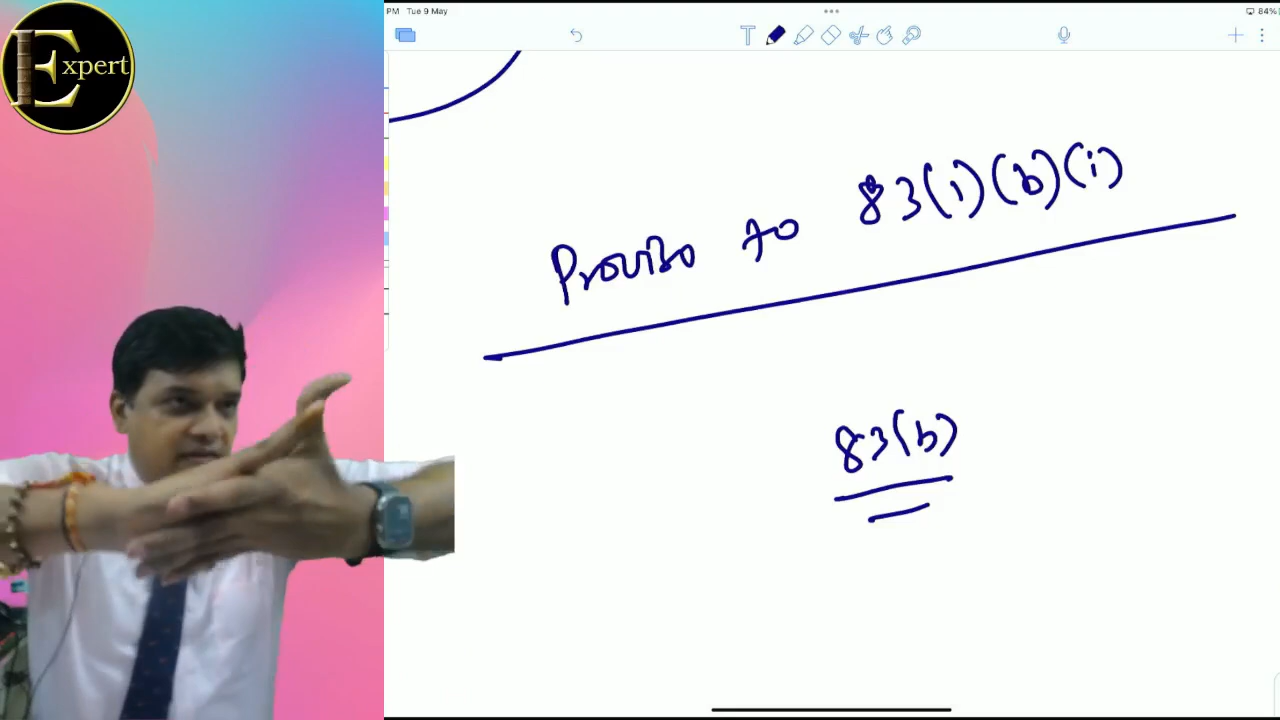 Expert
PM Tue 9 May
84%
T
Proviso to 83(1)(b)(i)
83(b)